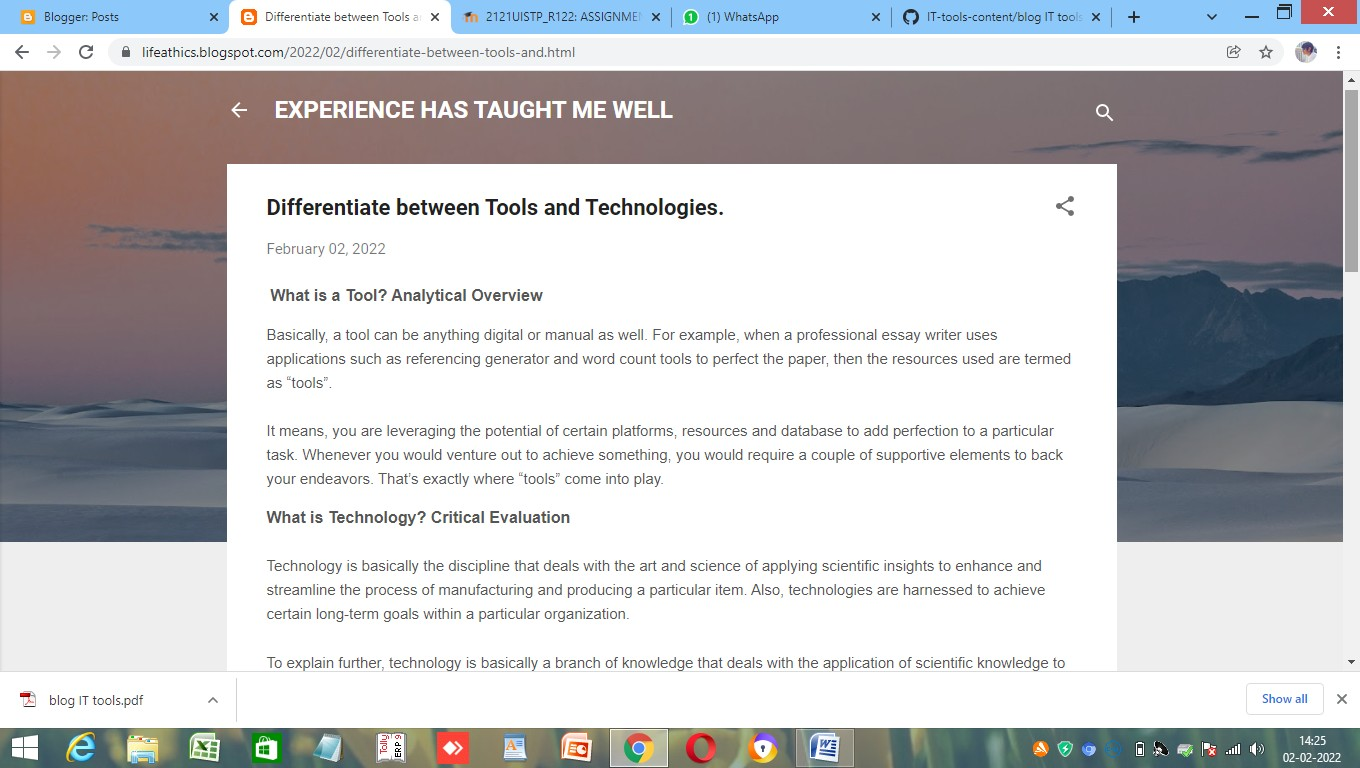 Blogger: Posts
Differentiate between Tools a
2121UISTP_R122: ASSIGNME
(1) WhatsApp
IT-tools-content/blog IT tools
lifeathics.blogspot.com/2022/02/differentiate-between-tools-and.html
EXPERIENCE HAS TAUGHT ME WELL
Differentiate between Tools and Technologies.
February 02, 2022
What is a Tool? Analytical Overview
Basically, a tool can be anything digital or manual as well. For example, when a professional essay writer uses
applications such as referencing generator and word count tools to perfect the paper, then the resources used are termed
as “tools”.
It means, you are leveraging the potential of certain platforms, resources and database to add perfection to a particular
task. Whenever you would venture out to achieve something, you would require a couple of supportive elements to back
your endeavors. That’s exactly where “tools” come into play.
What is Technology? Critical Evaluation
Technology is basically the discipline that deals with the art and science of applying scientific insights to enhance and
streamline the process of manufacturing and producing a particular item. Also, technologies are harnessed to achieve
certain long-term goals within a particular organization.
To explain further, technology is basically a branch of knowledge that deals with the application of scientific knowledge to
blog IT tools.pdf
Show all
Tally
ERP 9
14:25
02-02-2022